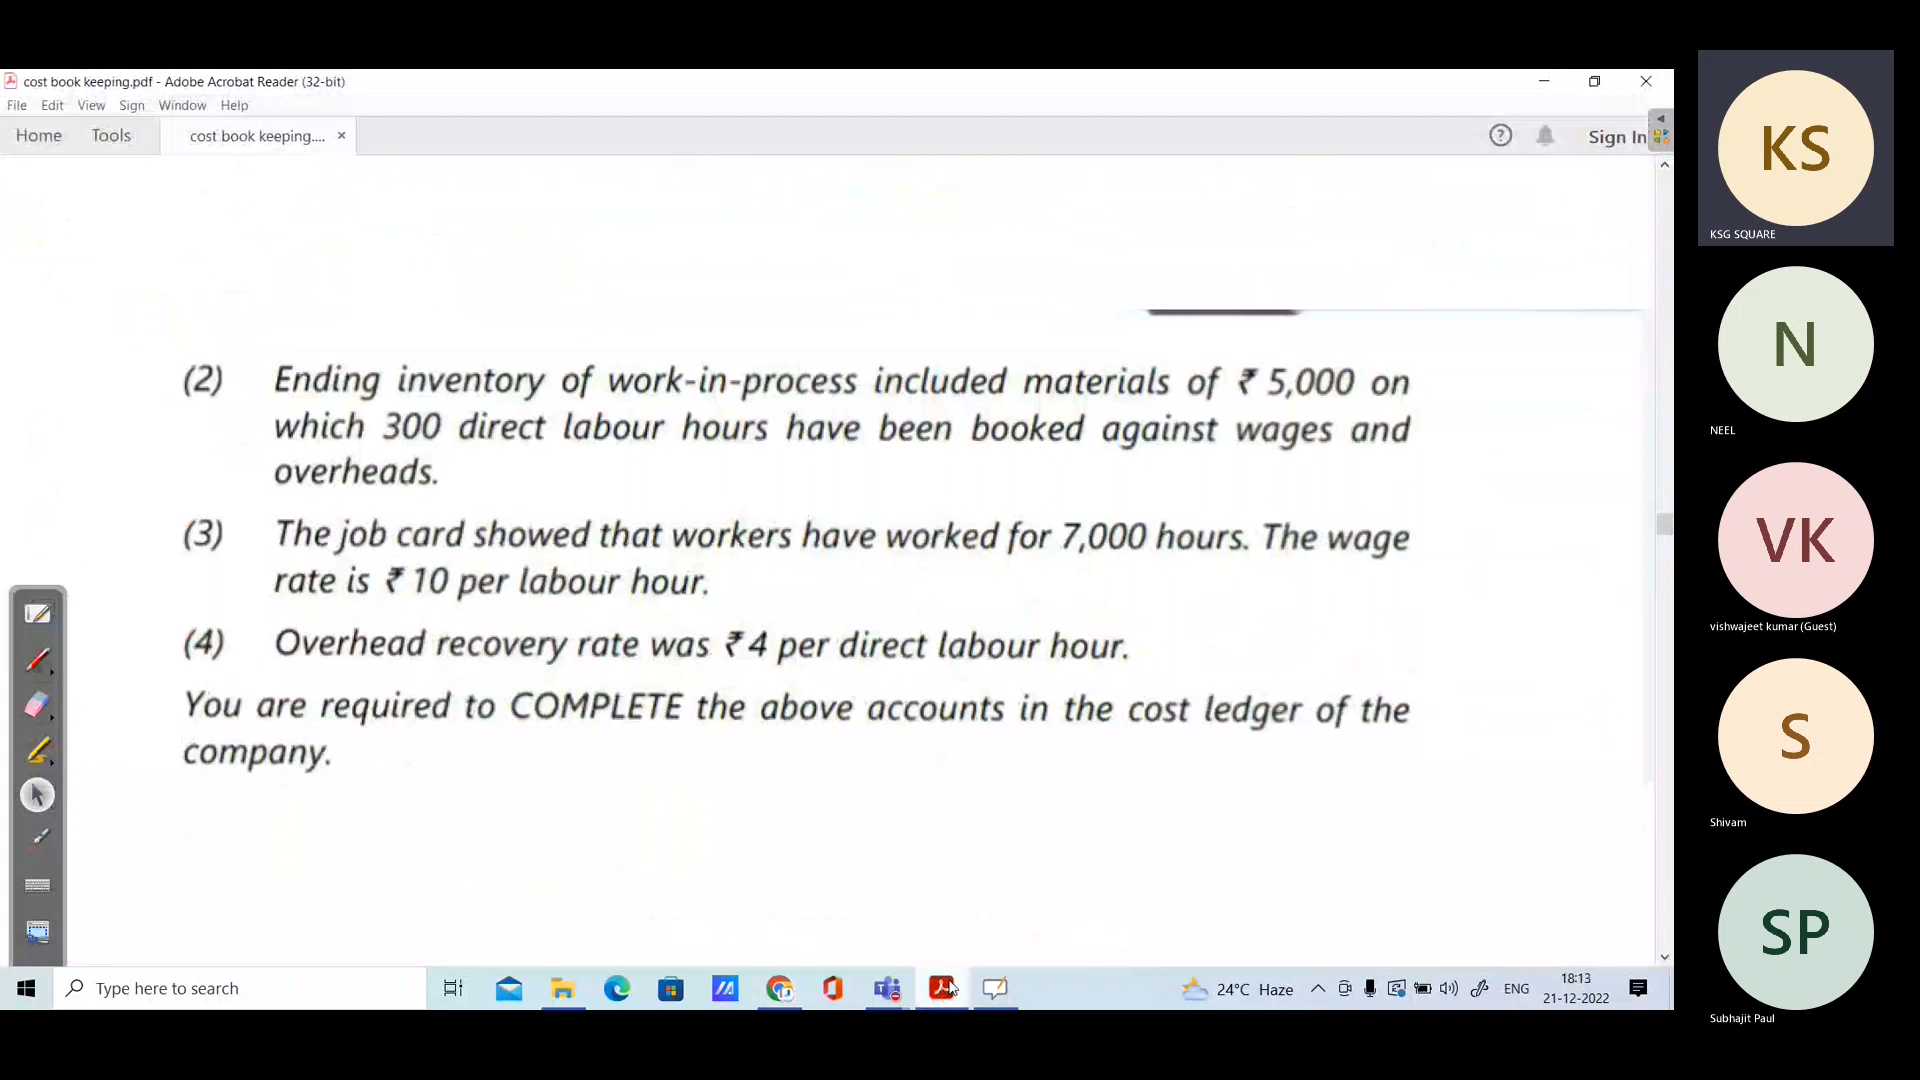 cost book keeping.pdf - Adobe Acrobat Reader (32-bit)
File Edit View Sign Window Help
Home Tools cost book keeping.... × Sign In
(2) Ending inventory of work-in-process included materials of ₹ 5,000 on
which 300 direct labour hours have been booked against wages and
overheads.
(3) The job card showed that workers have worked for 7,000 hours. The wage
rate is ₹ 10 per labour hour.
(4) Overhead recovery rate was ₹ 4 per direct labour hour.
You are required to COMPLETE the above accounts in the cost ledger of the
company.
Type here to search
24°C Haze
ENG
18:13
21-12-2022
KS
KSG SQUARE
N
NEEL
VK
vishwajeet kumar (Guest)
S
Shivam
SP
Subhajit Paul